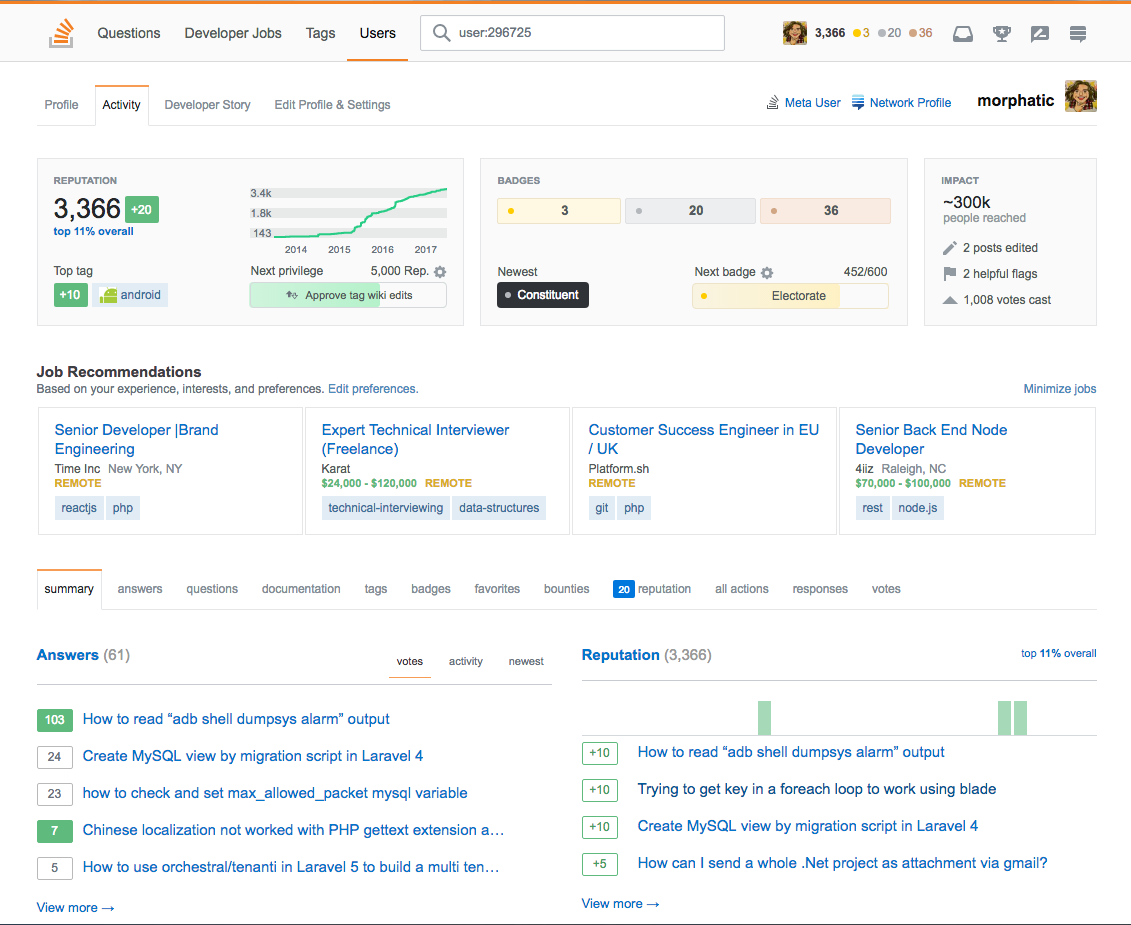 Questions Developer Jobs Tags Users user:296725 3,366 3 20 36
Profile Activity Developer Story Edit Profile & Settings Meta User Network Profile morphatic
REPUTATION
3,366 +20
top 11% overall
3.4k
1.8k
143
2014 2015 2016 2017
Top tag
+10 android
Next privilege 5,000 Rep.
Approve tag wiki edits
BADGES
3 20 36
Newest
Constituent
Next badge 452/600
Electorate
IMPACT
~300k
people reached
2 posts edited
2 helpful flags
1,008 votes cast
Job Recommendations
Based on your experience, interests, and preferences. Edit preferences. Minimize jobs
Senior Developer |Brand
Engineering
Time Inc New York, NY
REMOTE
reactjs php
Expert Technical Interviewer
(Freelance)
Karat
$24,000 - $120,000 REMOTE
technical-interviewing data-structures
Customer Success Engineer in EU
/ UK
Platform.sh
REMOTE
git php
Senior Back End Node
Developer
4iiz Raleigh, NC
$70,000 - $100,000 REMOTE
rest node.js
summary answers questions documentation tags badges favorites bounties 20 reputation all actions responses votes
Answers (61) votes activity newest
103 How to read “adb shell dumpsys alarm” output
24 Create MySQL view by migration script in Laravel 4
23 how to check and set max_allowed_packet mysql variable
7 Chinese localization not worked with PHP gettext extension a…
5 How to use orchestral/tenanti in Laravel 5 to build a multi ten…
View more →
Reputation (3,366) top 11% overall
+10 How to read “adb shell dumpsys alarm” output
+10 Trying to get key in a foreach loop to work using blade
+10 Create MySQL view by migration script in Laravel 4
+5 How can I send a whole .Net project as attachment via gmail?
View more →